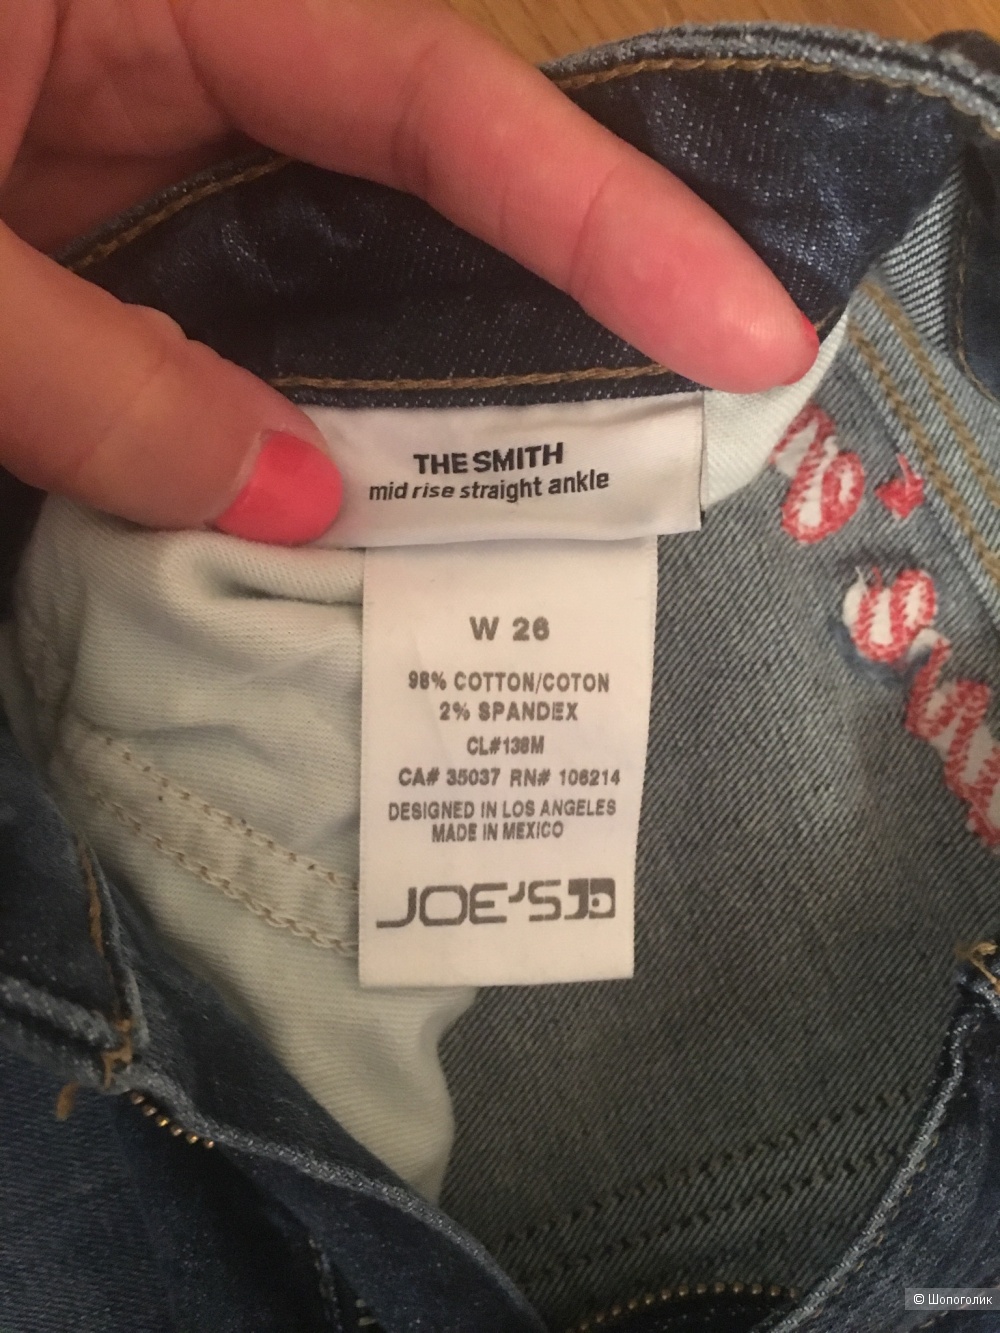 THE SMITH
mid rise straight ankle
W 26
98% COTTON/COTON
2% SPANDEX
CL#138M
CA# 35037 RN# 106214
DESIGNED IN LOS ANGELES
MADE IN MEXICO
JOE'S
© Шопоголик